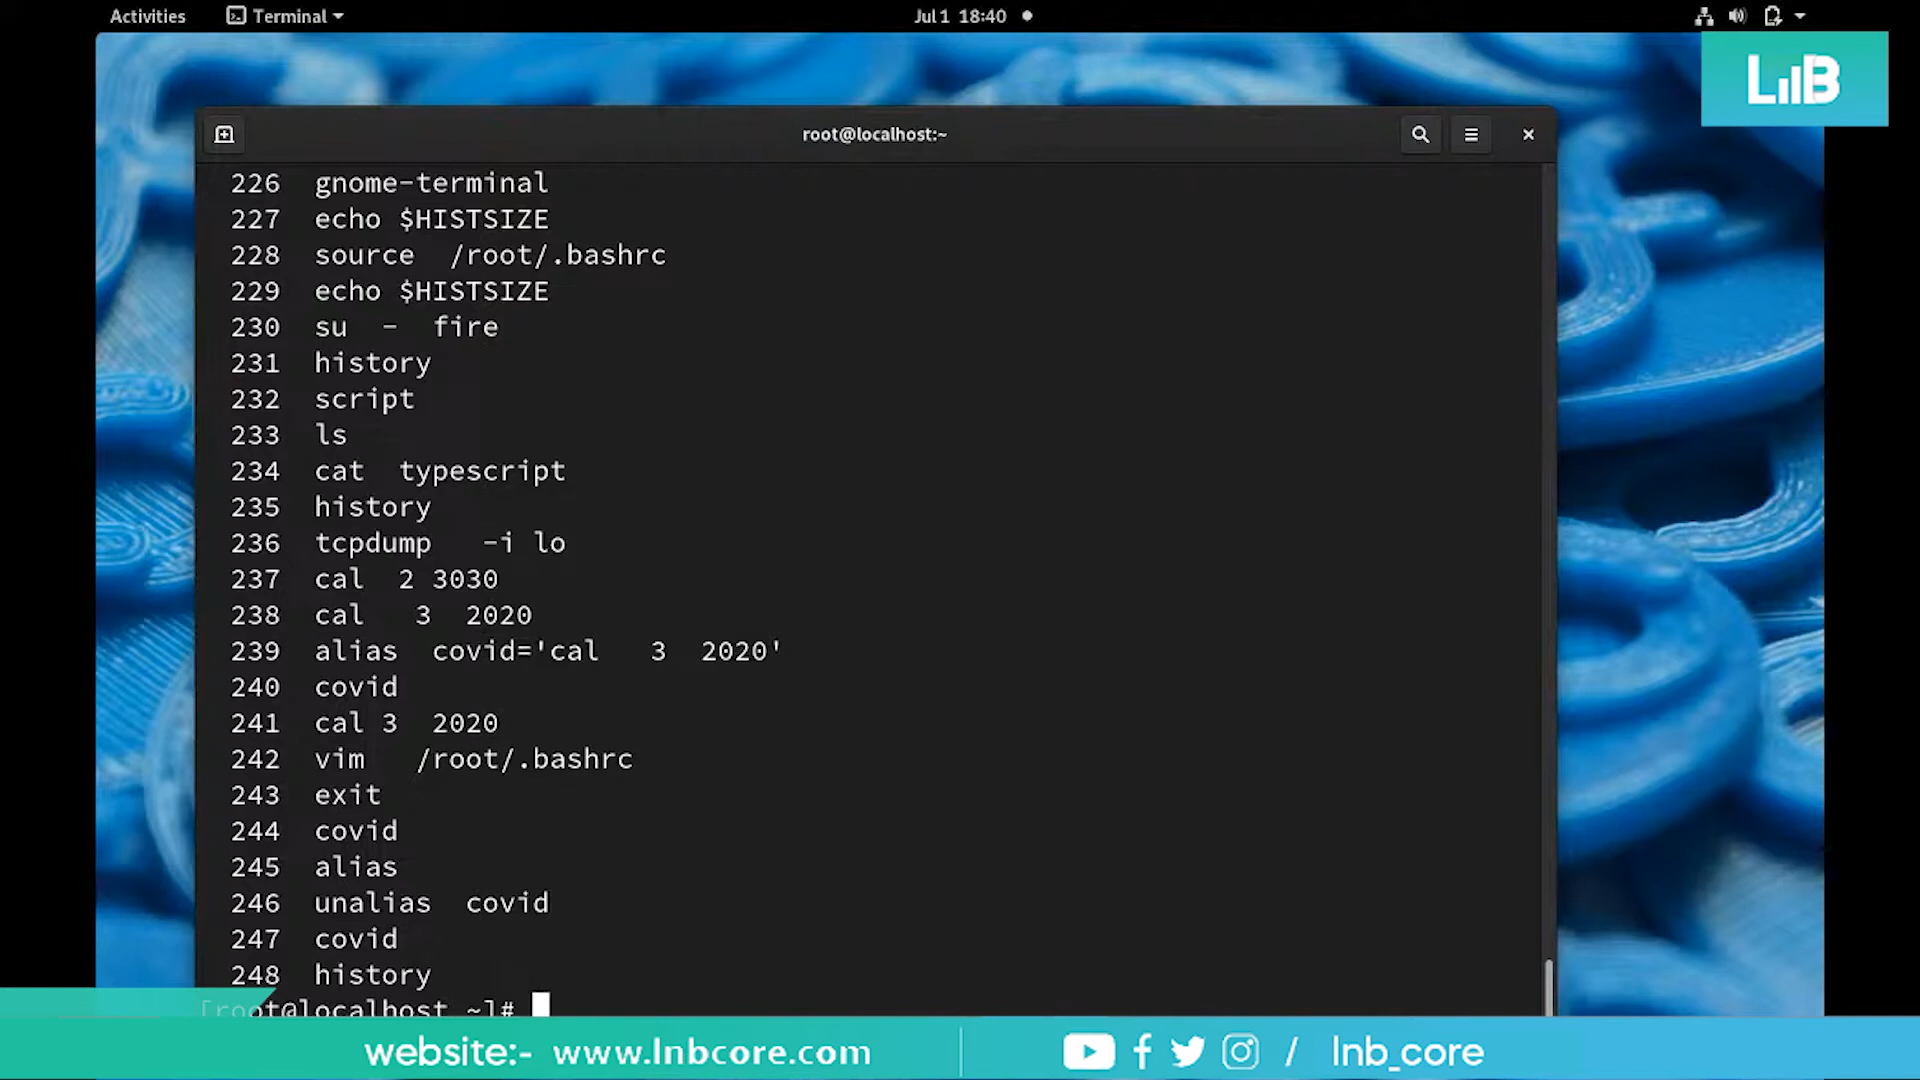 Activities Terminal Jul 1 18:40
LnB
root@localhost:~
226 gnome-terminal
227 echo $HISTSIZE
228 source /root/.bashrc
229 echo $HISTSIZE
230 su - fire
231 history
232 script
233 ls
234 cat typescript
235 history
236 tcpdump -i lo
237 cal 2 3030
238 cal 3 2020
239 alias covid='cal 3 2020'
240 covid
241 cal 3 2020
242 vim /root/.bashrc
243 exit
244 covid
245 alias
246 unalias covid
247 covid
248 history
[root@localhost ~]#
website:- www.lnbcore.com / lnb_core